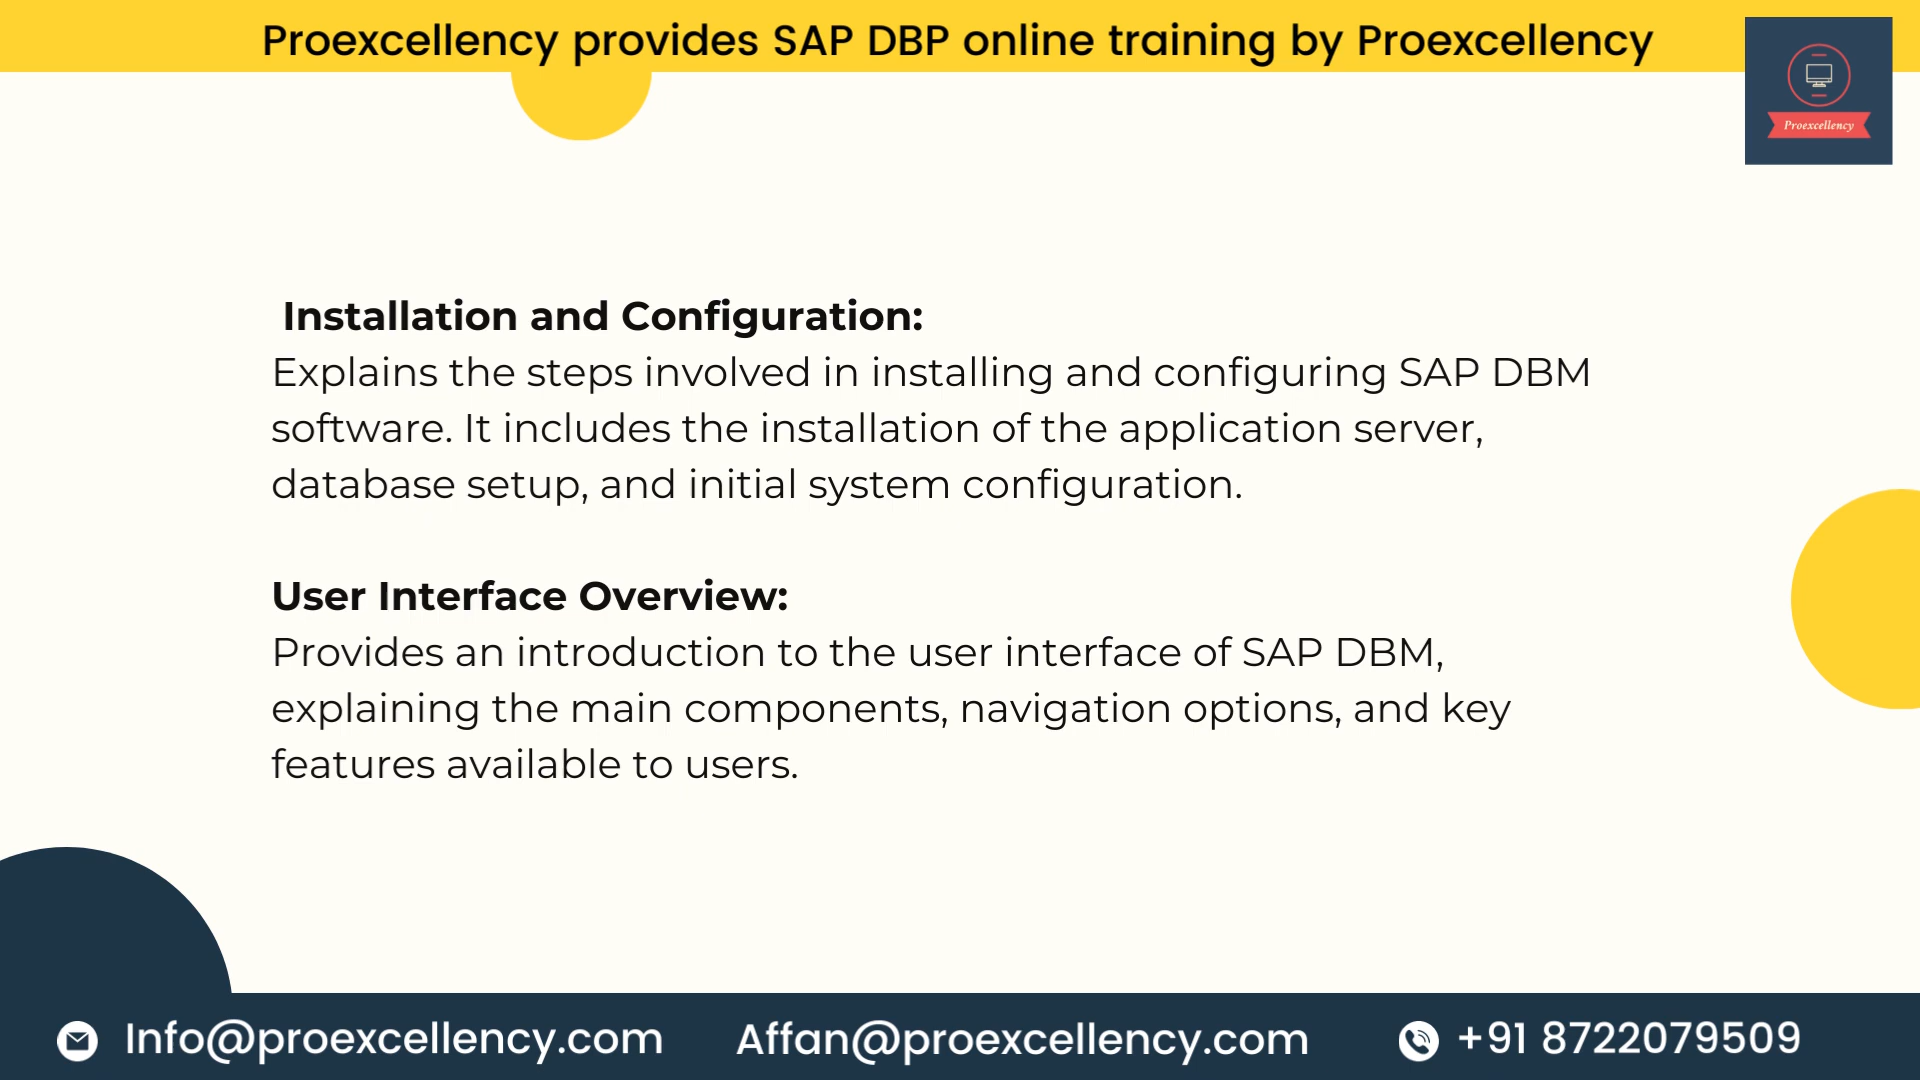 Proexcellency provides SAP DBP online training by Proexcellency
Proexcellency
Installation and Configuration:
Explains the steps involved in installing and configuring SAP DBM
software. It includes the installation of the application server,
database setup, and initial system configuration.
User Interface Overview:
Provides an introduction to the user interface of SAP DBM,
explaining the main components, navigation options, and key
features available to users.
Info@proexcellency.com Affan@proexcellency.com +91 8722079509